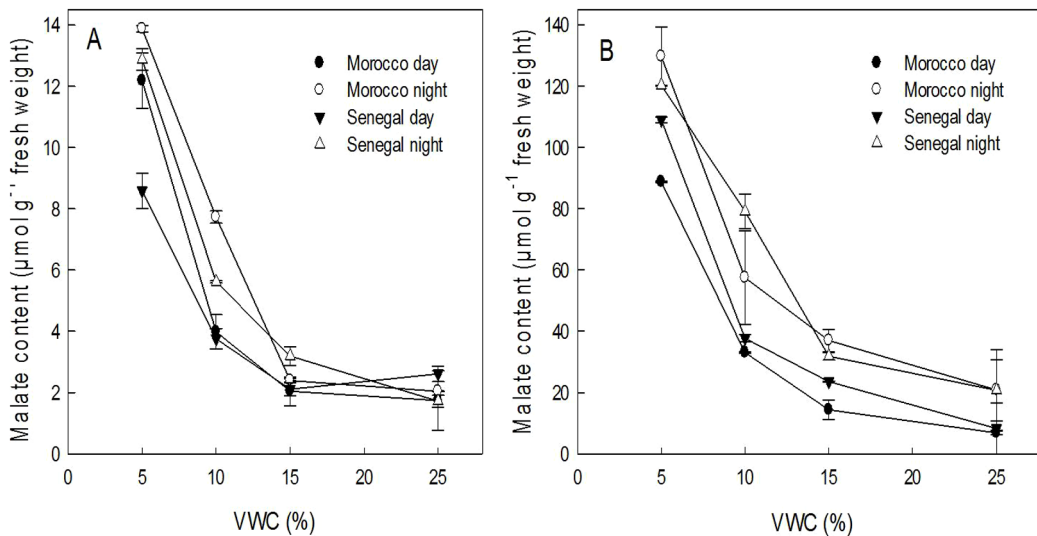 A
Morocco day
Morocco night
Senegal day
Senegal night
Malate content (µmol g⁻¹ fresh weight)
14
12
10
8
6
4
2
0
0
5
10
15
20
25
VWC (%)
B
Morocco day
Morocco night
Senegal day
Senegal night
Malate content (µmol g⁻¹ fresh weight)
140
120
100
80
60
40
20
0
0
5
10
15
20
25
VWC (%)